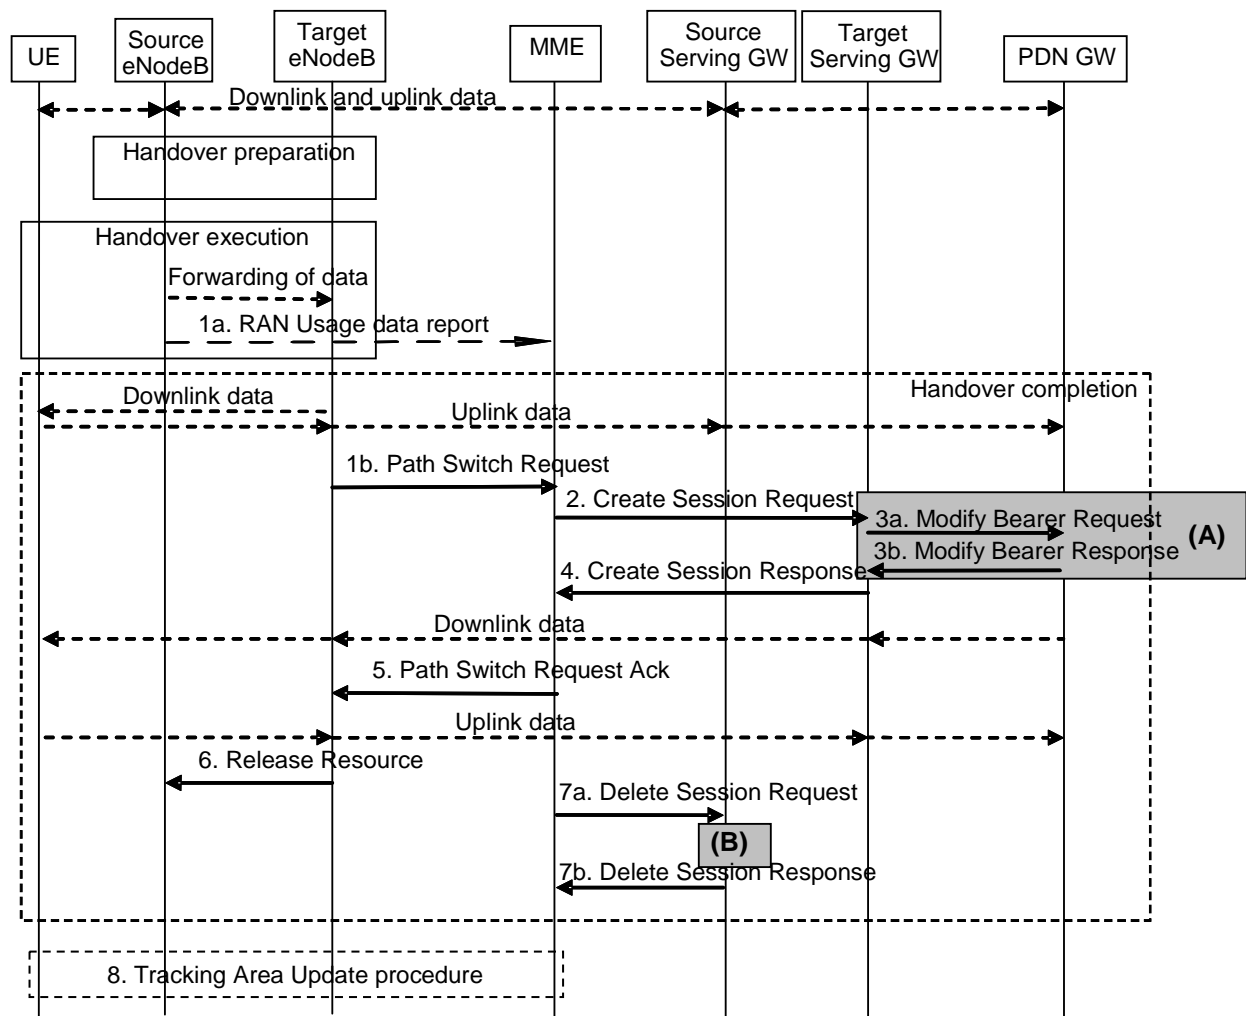 UE
Source
eNodeB
Target
eNodeB
MME
Source
Serving GW
Target
Serving GW
PDN GW
Downlink and uplink data
Handover preparation
Handover execution
Forwarding of data
1a. RAN Usage data report
Handover completion
Downlink data
Uplink data
1b. Path Switch Request
2. Create Session Request
3a. Modify Bearer Request
(A)
3b. Modify Bearer Response
4. Create Session Response
Downlink data
5. Path Switch Request Ack
Uplink data
6. Release Resource
7a. Delete Session Request
(B)
7b. Delete Session Response
8. Tracking Area Update procedure